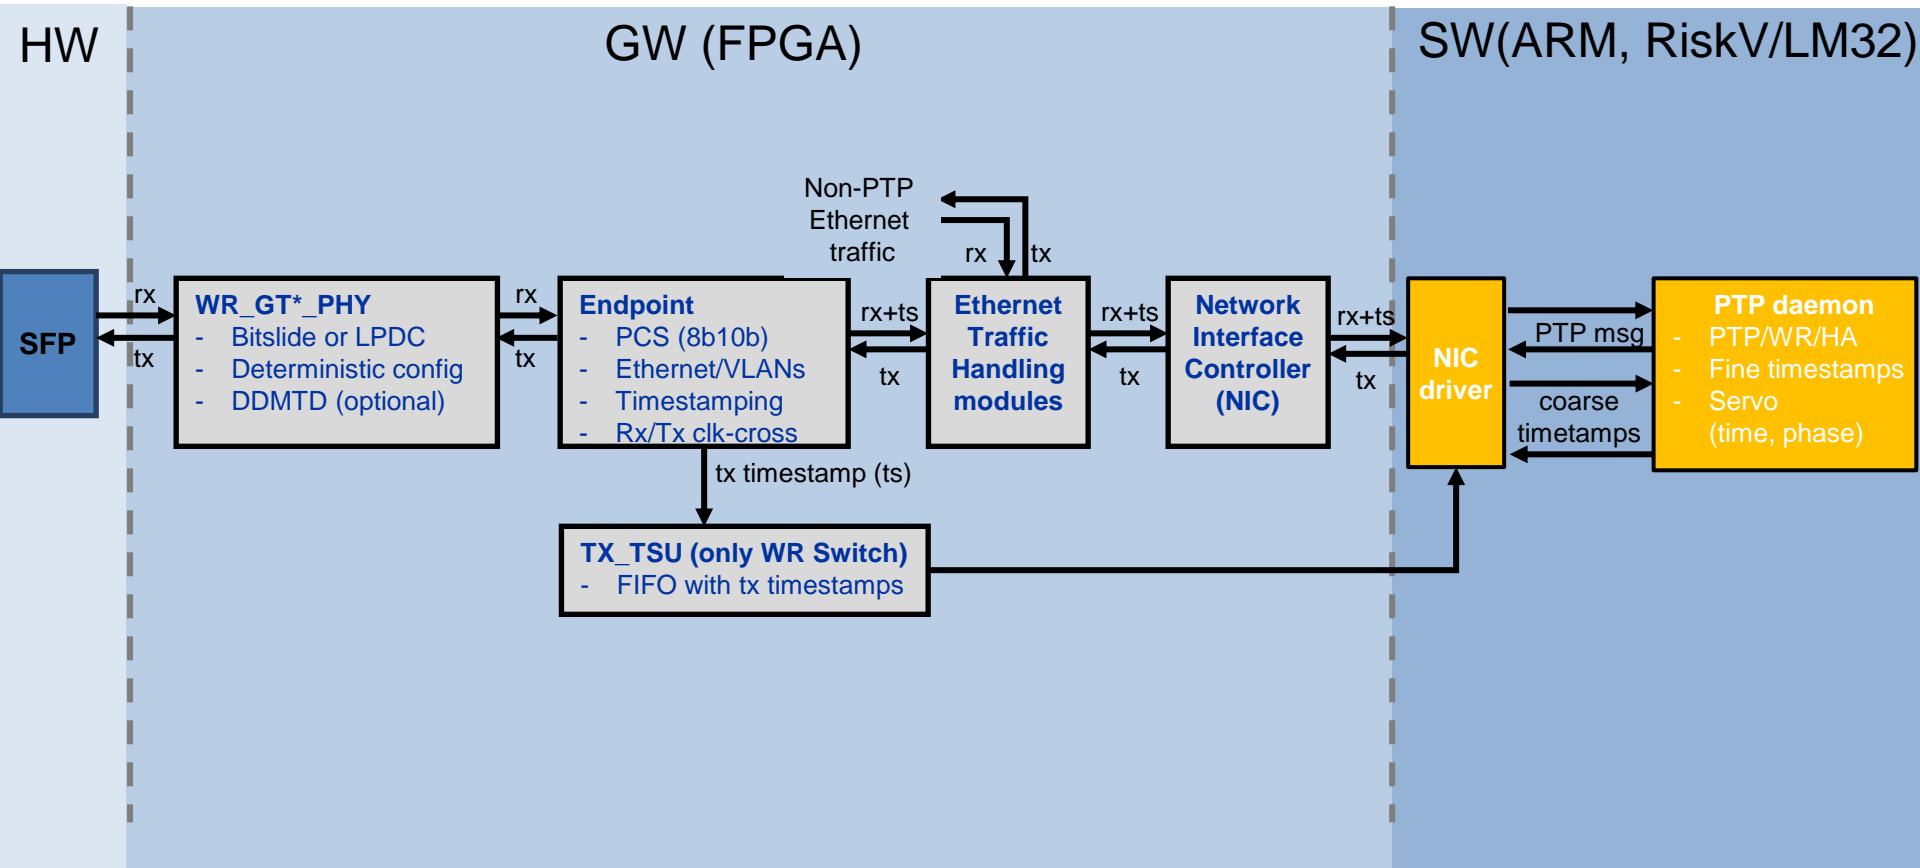 HW
GW (FPGA)
SW(ARM, RiskV/LM32)
Non-PTP
Ethernet
traffic
rx
tx
SFP
rx
tx
WR_GT*_PHY
- Bitslide or LPDC
- Deterministic config
- DDMTD (optional)
rx
tx
Endpoint
- PCS (8b10b)
- Ethernet/VLANs
- Timestamping
- Rx/Tx clk-cross
rx+ts
tx
Ethernet
Traffic
Handling
modules
rx+ts
tx
Network
Interface
Controller
(NIC)
rx+ts
tx
NIC
driver
PTP msg
coarse
timetamps
PTP daemon
- PTP/WR/HA
- Fine timestamps
- Servo
(time, phase)
tx timestamp (ts)
TX_TSU (only WR Switch)
- FIFO with tx timestamps